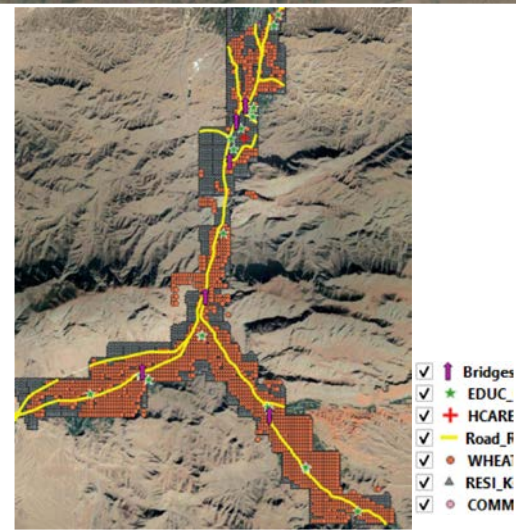 Bridges
EDUC_
HCARE
Road_R
WHEAT
RESI_K
COMM